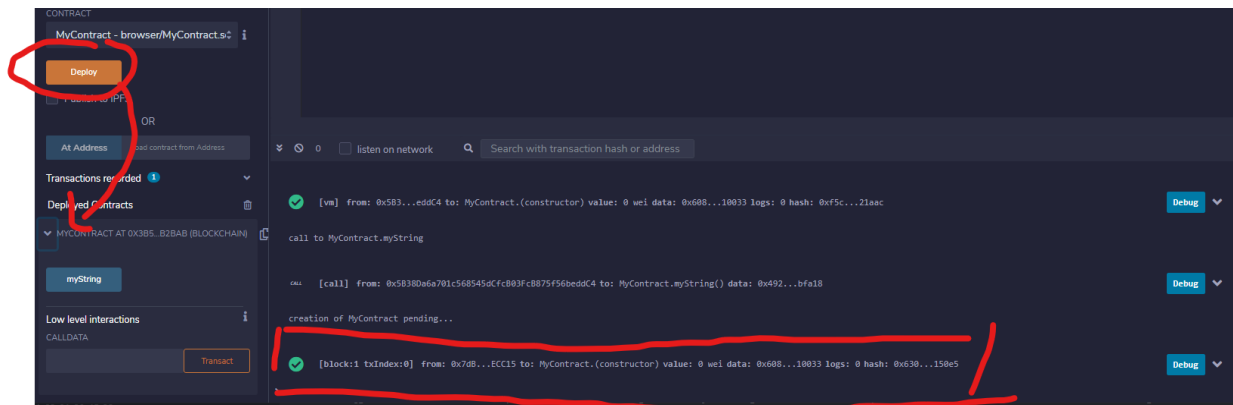 CONTRACT
MyContract - browser/MyContract.s
i
Deploy
Publish to IPF
OR
At Address
Load contract from Address
Transactions recorded 1
Deployed Contracts
MYCONTRACT AT 0X3B5...B2BAB (BLOCKCHAIN)
myString
Low level interactions
i
CALLDATA
Transact
0
listen on network
Search with transaction hash or address
[vm] from: 0x5B3...eddC4 to: MyContract.(constructor) value: 0 wei data: 0x608...10033 logs: 0 hash: 0xf5c...21aac
Debug
call to MyContract.myString
CALL [call] from: 0x5B38Da6a701c568545dCfcB03FcB875f56beddC4 to: MyContract.myString() data: 0x492...bfa18
Debug
creation of MyContract pending...
[block:1 txIndex:0] from: 0x7dB...ECC15 to: MyContract.(constructor) value: 0 wei data: 0x608...10033 logs: 0 hash: 0x630...150e5
Debug